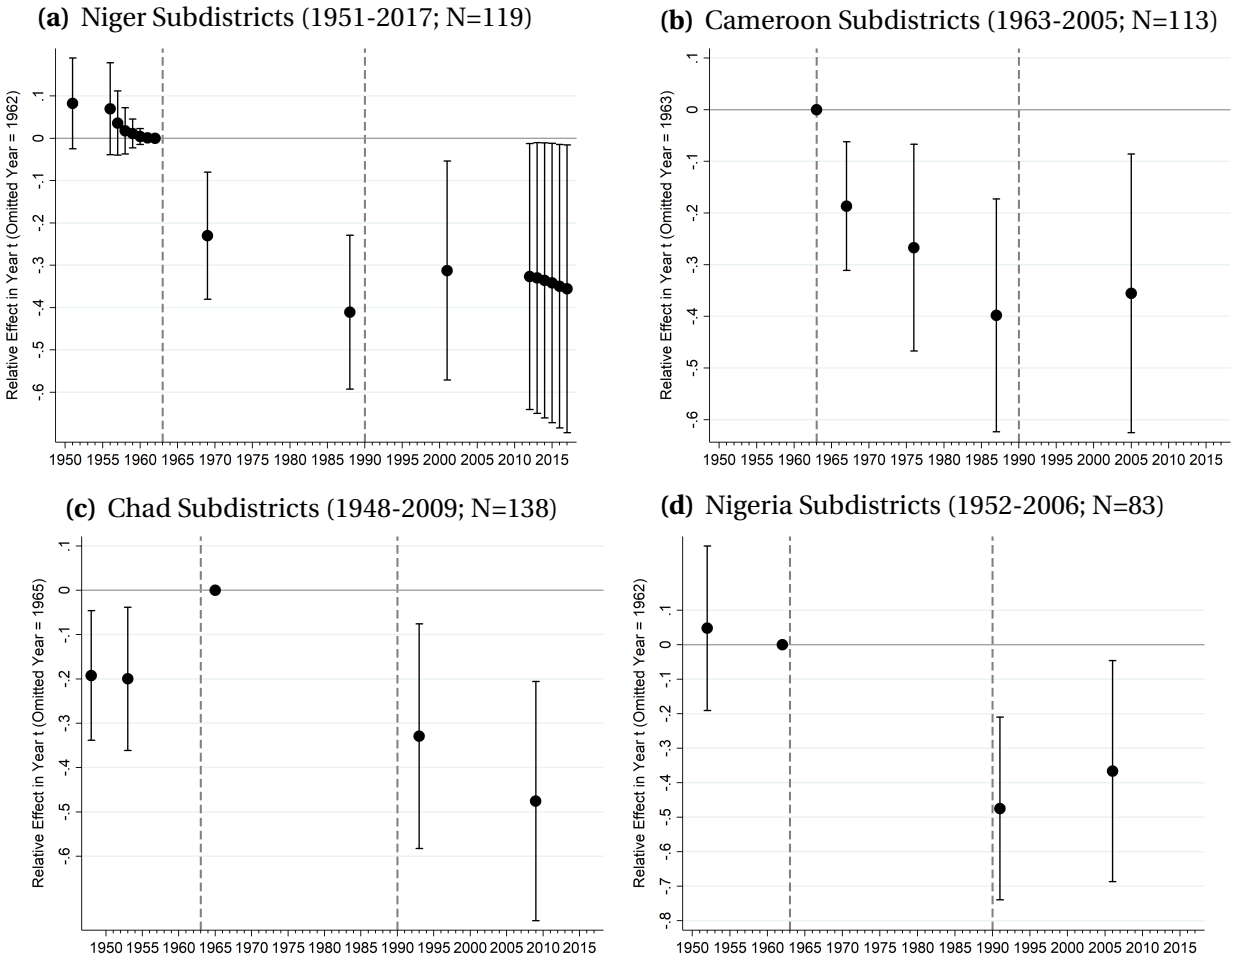 (a) Niger Subdistricts (1951-2017; N=119)
Relative Effect in Year t (Omitted Year = 1962)
.1
0
-.1
-.2
-.3
-.4
-.5
-.6
1950 1955 1960 1965 1970 1975 1980 1985 1990 1995 2000 2005 2010 2015
(b) Cameroon Subdistricts (1963-2005; N=113)
Relative Effect in Year t (Omitted Year = 1963)
.1
0
-.1
-.2
-.3
-.4
-.5
-.6
1950 1955 1960 1965 1970 1975 1980 1985 1990 1995 2000 2005 2010 2015
(c) Chad Subdistricts (1948-2009; N=138)
Relative Effect in Year t (Omitted Year = 1965)
.1
0
-.1
-.2
-.3
-.4
-.5
-.6
1950 1955 1960 1965 1970 1975 1980 1985 1990 1995 2000 2005 2010 2015
(d) Nigeria Subdistricts (1952-2006; N=83)
Relative Effect in Year t (Omitted Year = 1962)
.1
0
-.1
-.2
-.3
-.4
-.5
-.6
-.7
-.8
1950 1955 1960 1965 1970 1975 1980 1985 1990 1995 2000 2005 2010 2015